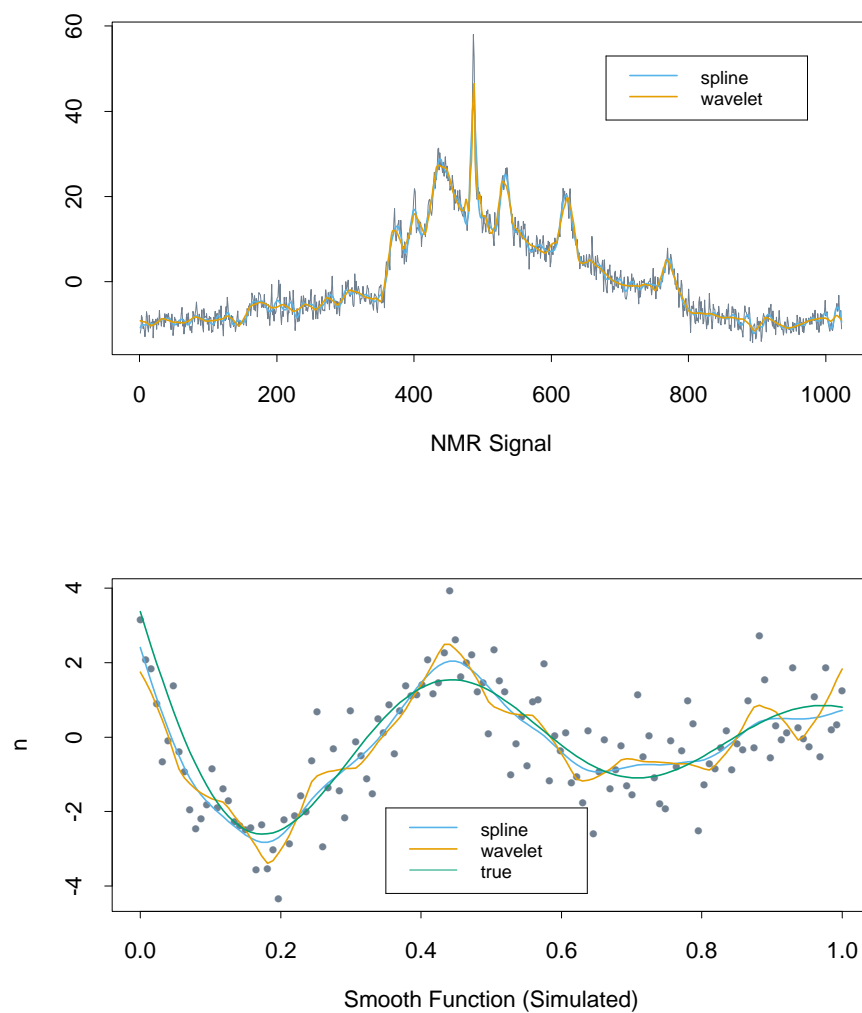 60
40
20
0
spline
wavelet
0 200 400 600 800 1000
NMR Signal
4
2
0
-2
-4
n
spline
wavelet
true
0.0 0.2 0.4 0.6 0.8 1.0
Smooth Function (Simulated)